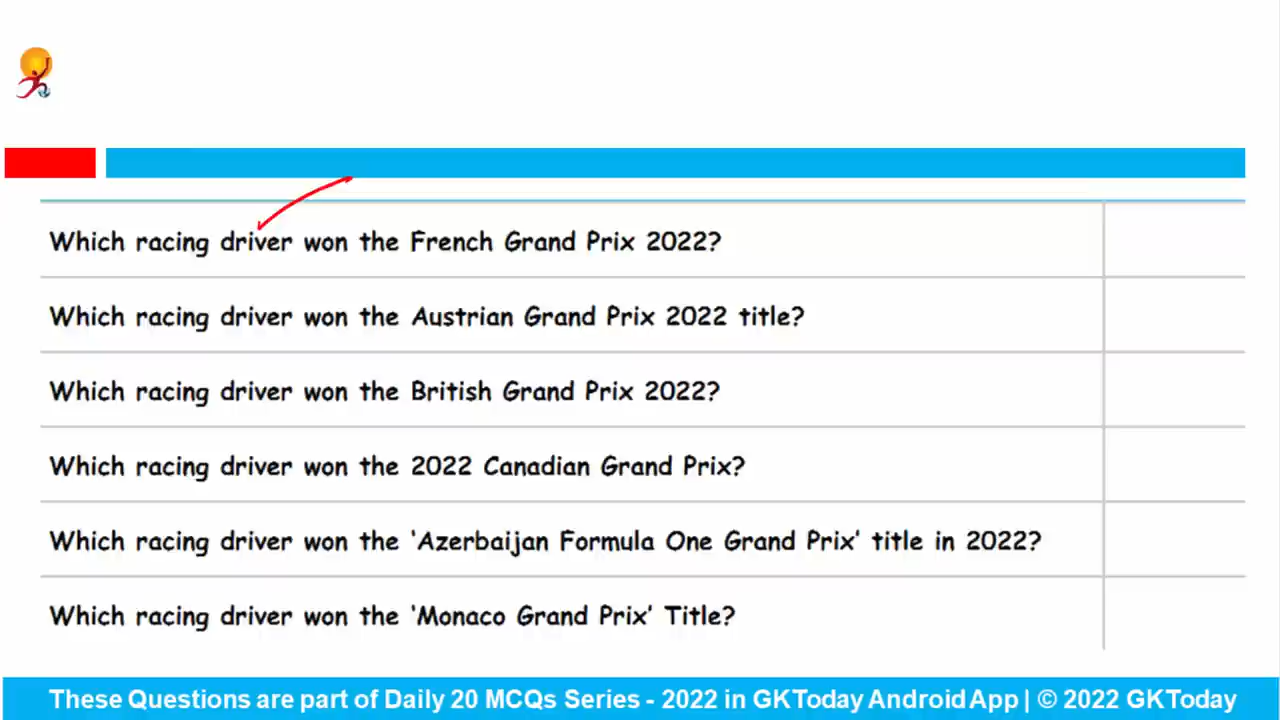 Which racing driver won the French Grand Prix 2022?
Which racing driver won the Austrian Grand Prix 2022 title?
Which racing driver won the British Grand Prix 2022?
Which racing driver won the 2022 Canadian Grand Prix?
Which racing driver won the ‘Azerbaijan Formula One Grand Prix’ title in 2022?
Which racing driver won the ‘Monaco Grand Prix’ Title?
These Questions are part of Daily 20 MCQs Series - 2022 in GKToday Android App | © 2022 GKToday